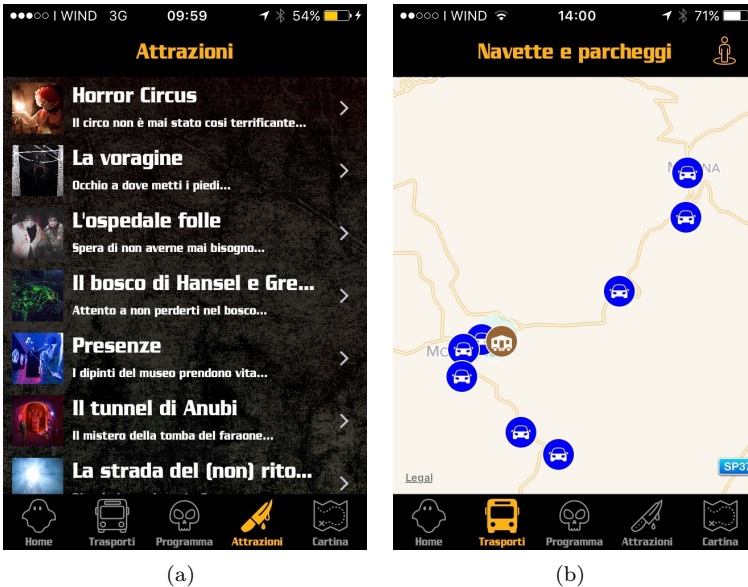 I WIND 3G 09:59 54%
Attrazioni
Horror Circus
Il circo non è mai stato così terrificante...
La voragine
Occhio a dove metti i piedi...
L'ospedale folle
Spera di non averne mai bisogno...
Il bosco di Hansel e Gre...
Attento a non perderti nel bosco...
Presenze
I dipinti del museo prendono vita...
Il tunnel di Anubi
Il mistero della tomba del faraone...
La strada del (non) rito...
Home Trasporti Programma Attrazioni Cartina
(a)
I WIND 14:00 71%
Navette e parcheggi
NA
MO
Legal
SP37
Home Trasporti Programma Attrazioni Cartina
(b)